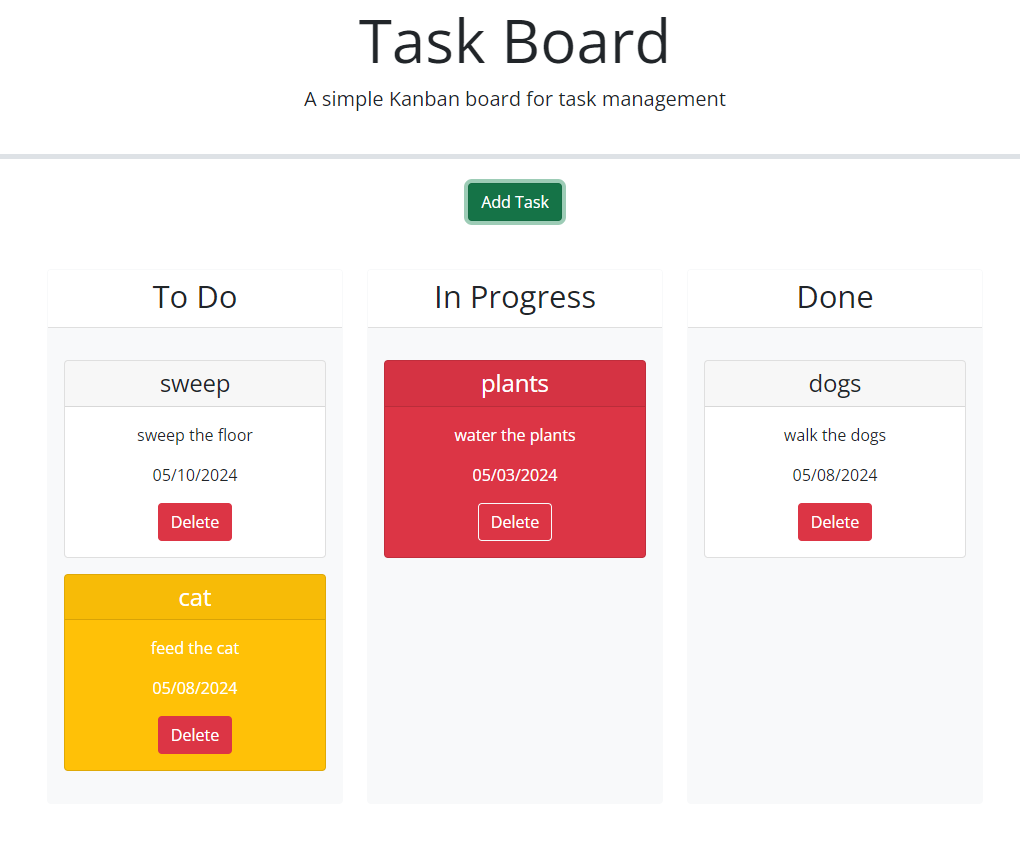 Task Board
A simple Kanban board for task management
Add Task
To Do
sweep
sweep the floor
05/10/2024
Delete
cat
feed the cat
05/08/2024
Delete
In Progress
plants
water the plants
05/03/2024
Delete
Done
dogs
walk the dogs
05/08/2024
Delete